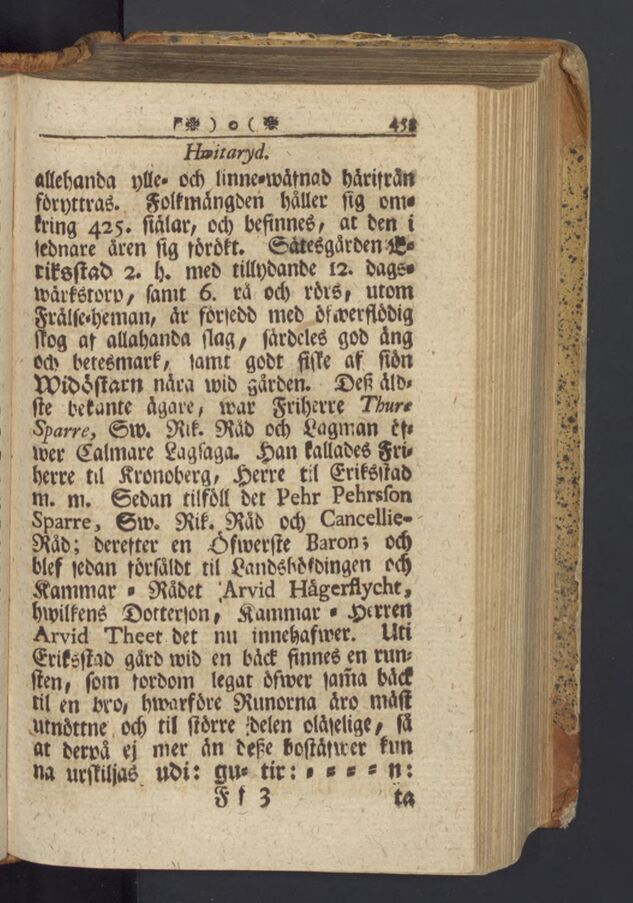 ❉ ) o ( ❉ 453
Hwitaryd.
allehanda ylle- och linne-wäfnad härifrån
föryttras. Folkmängden håller sig om-
kring 425. siälar, och befinnes, at den i
sednare åren sig förökt. Sätesgården E-
riksstad 2. h. med tillydande 12. dags-
wärkstorp, samt 6. rå och rörs, utom
Frälse-heman, är försedd med öfwerflödig
skog af allahanda slag, särdeles god äng
och betesmark, samt godt fiske af siön
Widöstarn nära wid gården. Deß äld-
ste bekante ägare, war Friherre Thure
Sparre, Sw. Rik. Råd och Lagman öf-
wer Calmare Lagsaga. Han kallades Fri-
herre til Kronoberg, Herre til Eriksstad
m. m. Sedan tilföll det Pehr Pehrsson
Sparre, Sw. Rik. Råd och Cancellie-
Råd; derefter en Öfwerste Baron; och
blef sedan försåldt til Landshöfdingen och
Kammar-Rådet Arvid Hägerflycht,
hwilkens Dotterson, Kammar-Herren
Arvid Theet det nu innehafwer. Uti
Eriksstad gård wid en bäck finnes en run-
sten, som fordom legat öfwer sam̃a bäck
til en bro, hwarföre Runorna äro mäst
utnöttne och til större delen oläselige, så
at derpå ej mer än deße bostäfwer kun
na urskiljas udi: gu- tir: - - - - n:
F f 3 ta